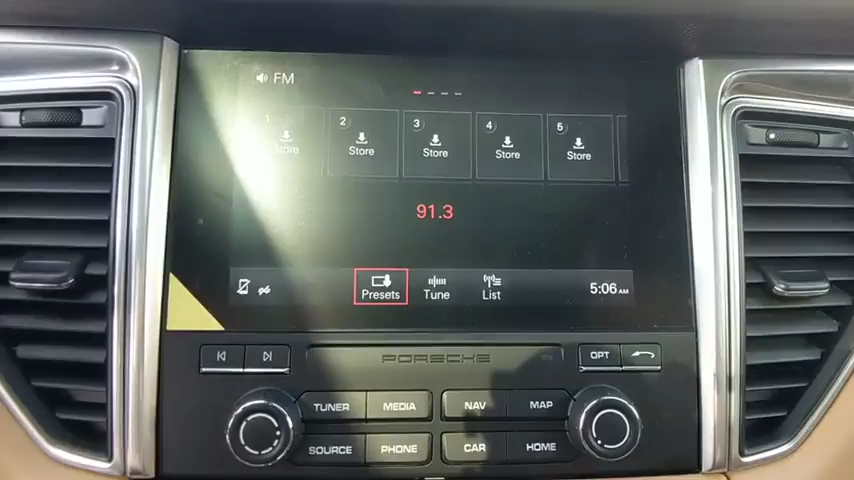 FM
1 2 3 4 5
Store Store Store Store Store
91.3
Presets Tune List 5:06 AM
PORSCHE
OPT
TUNER MEDIA NAV MAP
SOURCE PHONE CAR HOME